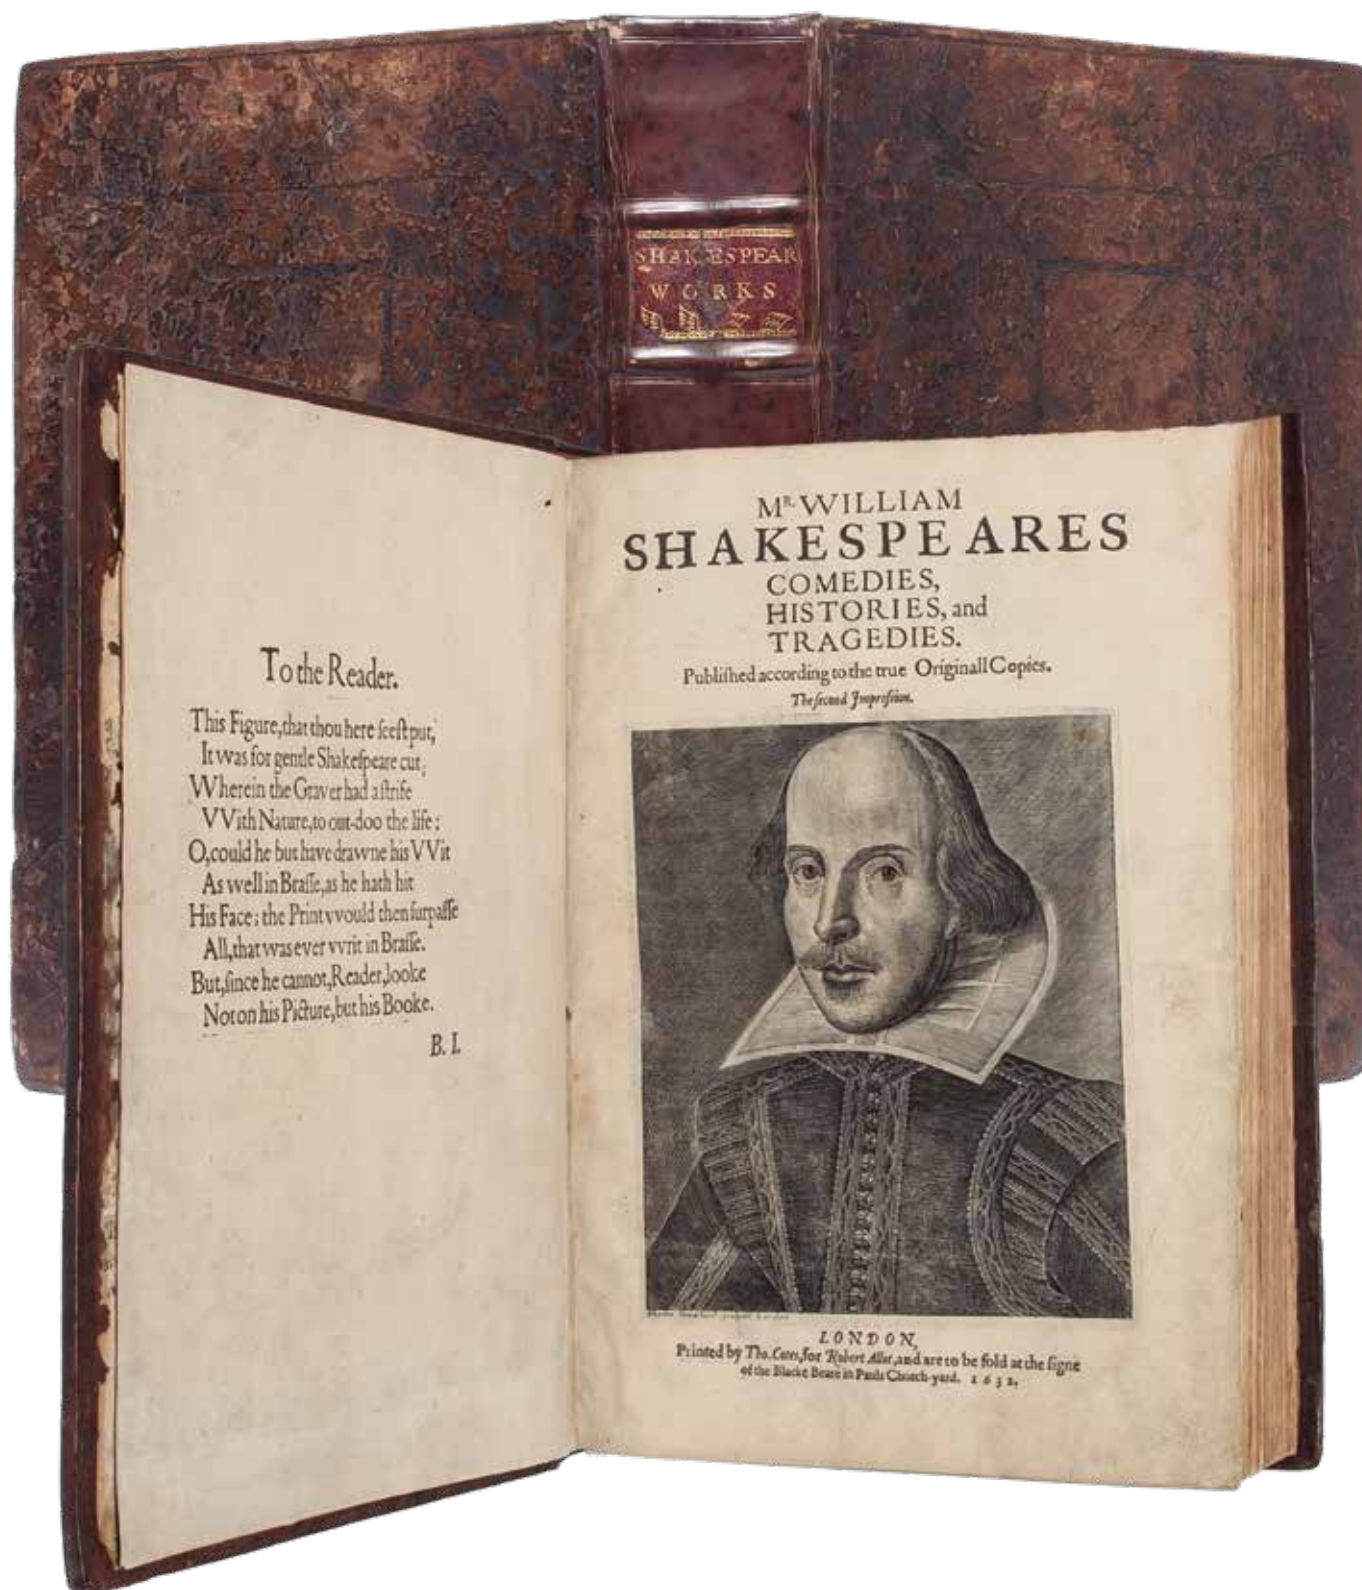 SHAKESPEAR
WORKS
To the Reader.
This Figure, that thou here ſeeſt put,
It was for gentle Shakeſpeare cut;
Wherein the Graver had a ſtrife
VVith Nature, to out-doo the life:
O, could he but have drawne his VVit
As well in Braſſe, as he hath hit
His Face; the Print vvould then ſurpaſſe
All, that was ever vvrit in Braſſe.
But, ſince he cannot, Reader, looke
Not on his Picture, but his Booke.
B. I.
Mr. WILLIAM
SHAKESPEARES
COMEDIES,
HISTORIES, and
TRAGEDIES.
Publiſhed according to the true Originall Copies.
The ſecond Impreſſion.
LONDON,
Printed by Tho. Cotes, for Robert Allot, and are to be ſold at the ſigne
of the Blacke Beare in Pauls Church-yard. 1632.